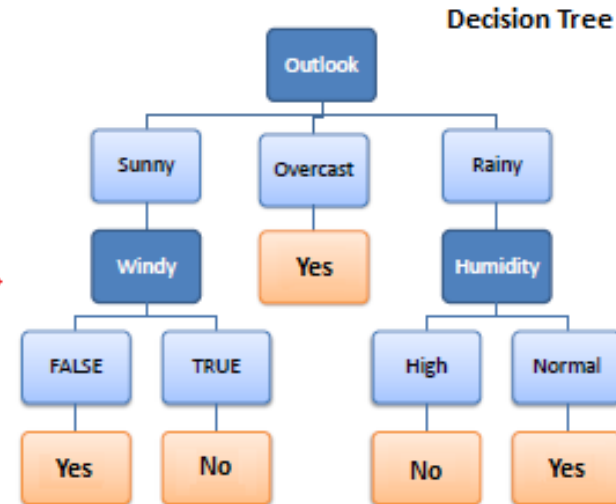 Decision Tree
Outlook
Sunny
Overcast
Rainy
Windy
Yes
Humidity
FALSE
TRUE
High
Normal
Yes
No
No
Yes